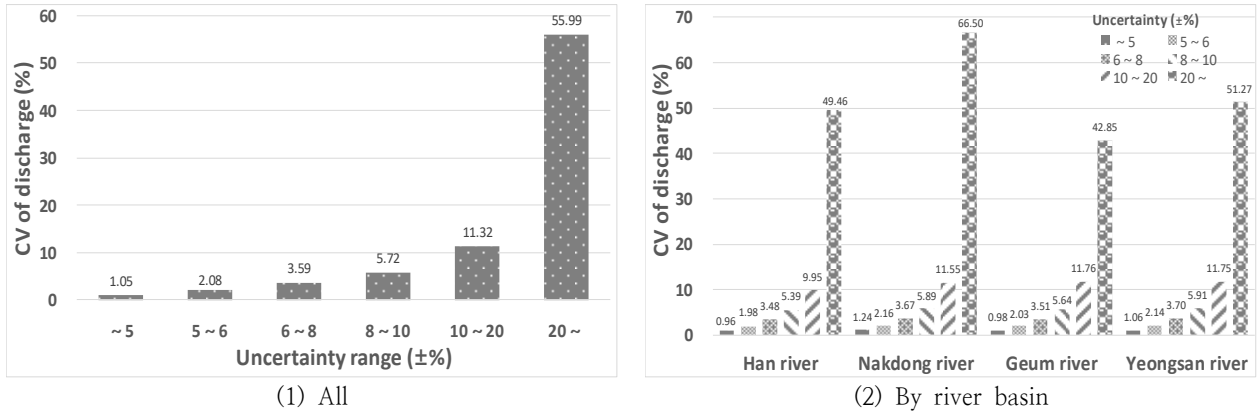 60
50
40
30
20
10
0
CV of discharge (%)
1.05
2.08
3.59
5.72
11.32
55.99
~ 5
5 ~ 6
6 ~ 8
8 ~ 10
10 ~ 20
20 ~
Uncertainty range (±%)
(1) All
70
60
50
40
30
20
10
0
CV of discharge (%)
Uncertainty (±%)
~ 5
5 ~ 6
6 ~ 8
8 ~ 10
10 ~ 20
20 ~
0.96
1.98
3.48
5.39
9.95
49.46
1.24
2.16
3.67
5.89
11.55
66.50
0.98
2.03
3.51
5.64
11.76
42.85
1.06
2.14
3.70
5.91
11.75
51.27
Han river
Nakdong river
Geum river
Yeongsan river
(2) By river basin